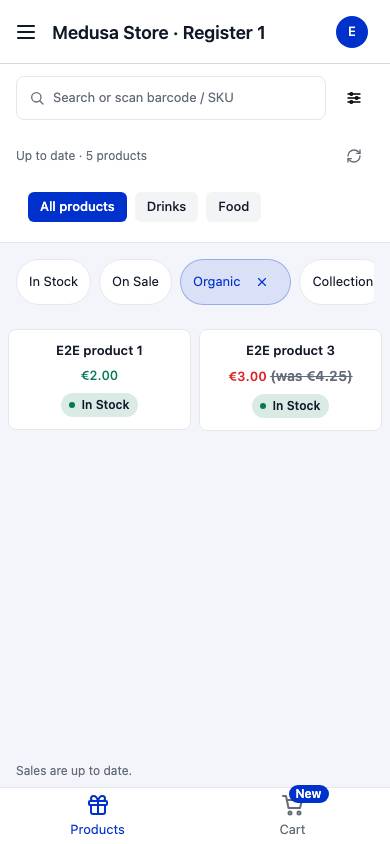 Medusa Store · Register 1
E
Search or scan barcode / SKU
Up to date · 5 products
All products
Drinks
Food
In Stock
On Sale
Organic
Collection
E2E product 1
€2.00
In Stock
E2E product 3
€3.00 (was €4.25)
In Stock
Sales are up to date.
Products
New
Cart